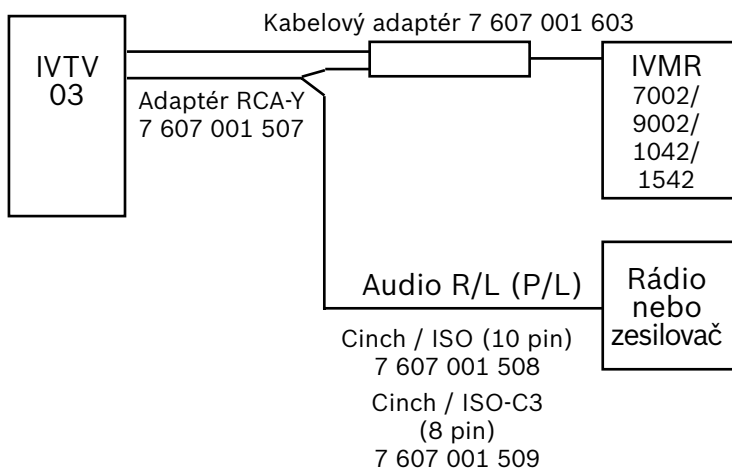 Kabelový adaptér 7 607 001 603
IVTV
03
Adaptér RCA-Y
7 607 001 507
IVMR
7002/
9002/
1042/
1542
Audio R/L (P/L)
Rádio
nebo
zesilovač
Cinch / ISO (10 pin)
7 607 001 508
Cinch / ISO-C3
(8 pin)
7 607 001 509